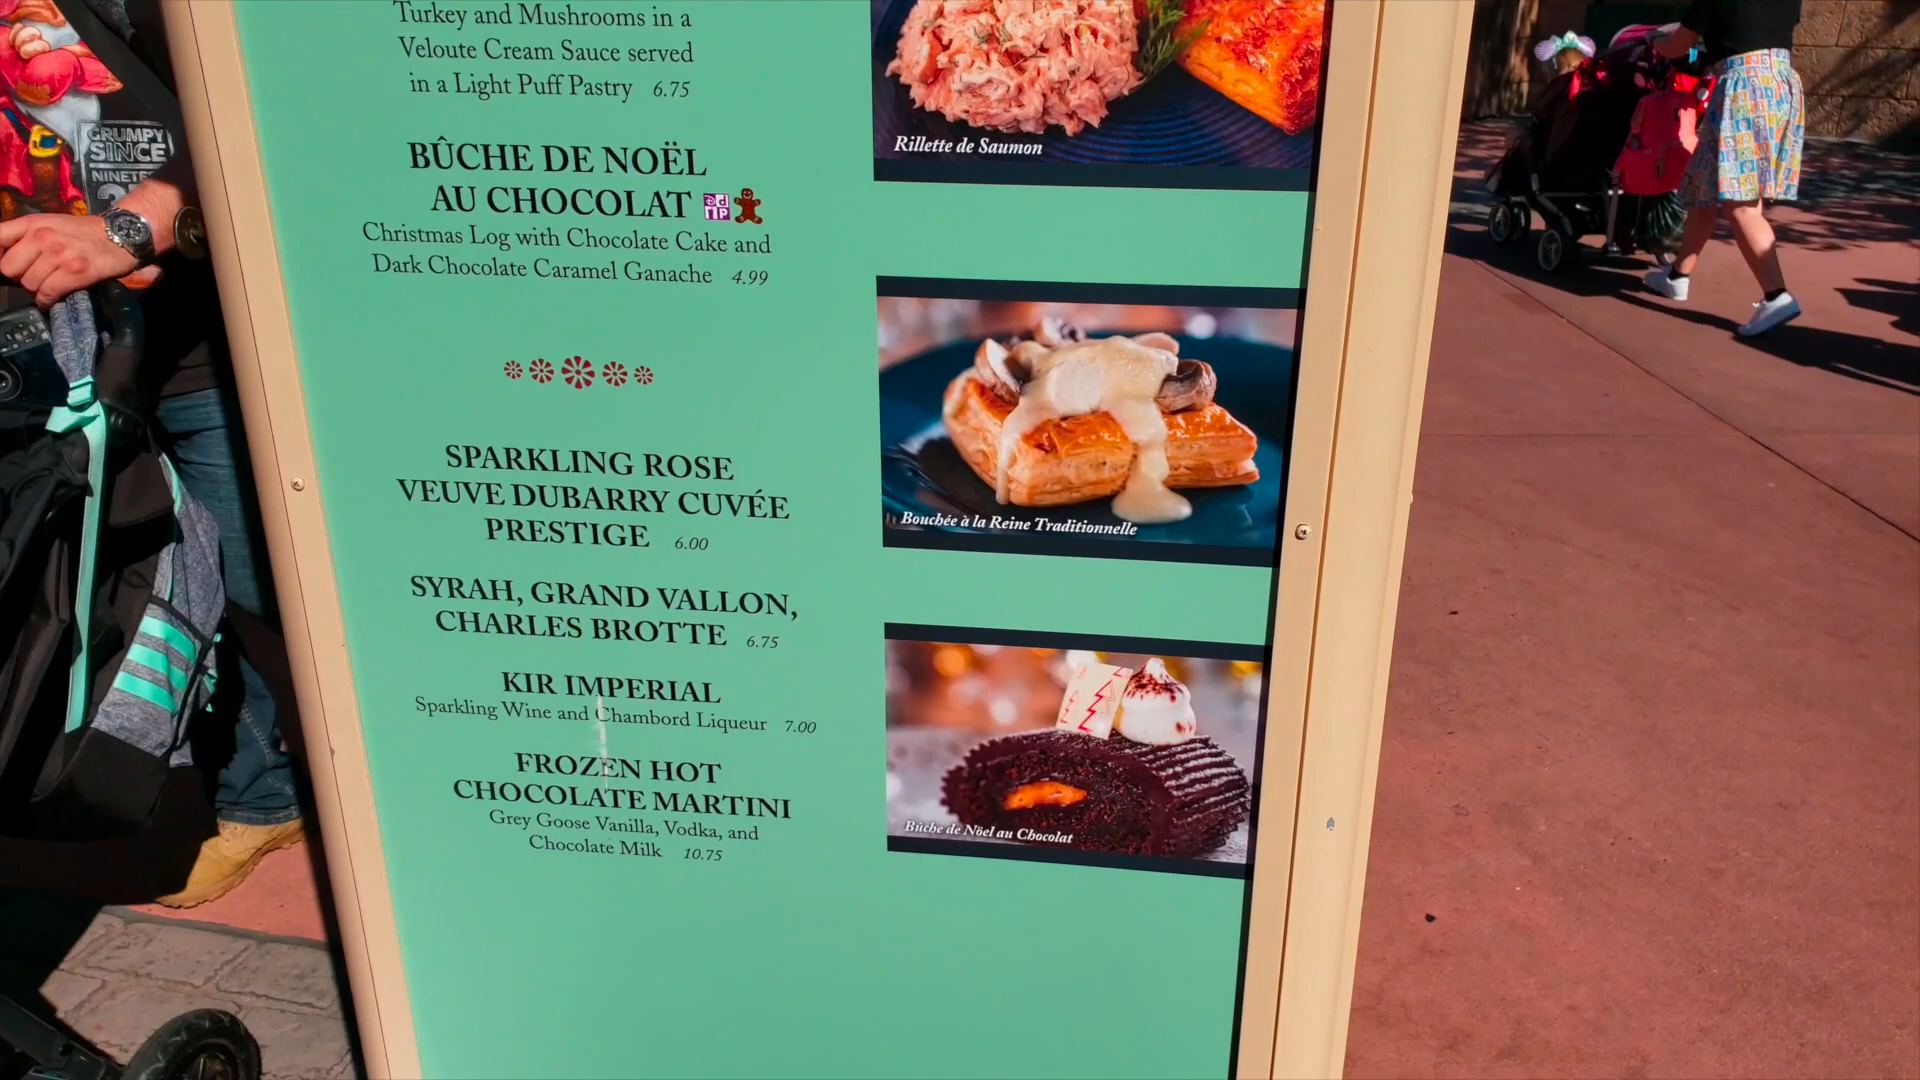 Turkey and Mushrooms in a
Veloute Cream Sauce served
in a Light Puff Pastry 6.75
BÛCHE DE NOËL
AU CHOCOLAT
Christmas Log with Chocolate Cake and
Dark Chocolate Caramel Ganache 4.99
SPARKLING ROSE
VEUVE DUBARRY CUVÉE
PRESTIGE 6.00
SYRAH, GRAND VALLON,
CHARLES BROTTE 6.75
KIR IMPERIAL
Sparkling Wine and Chambord Liqueur 7.00
FROZEN HOT
CHOCOLATE MARTINI
Grey Goose Vanilla, Vodka, and
Chocolate Milk 10.75
Rillette de Saumon
Bouchée à la Reine Traditionnelle
Bûche de Nöel au Chocolat
GRUMPY
SINCE